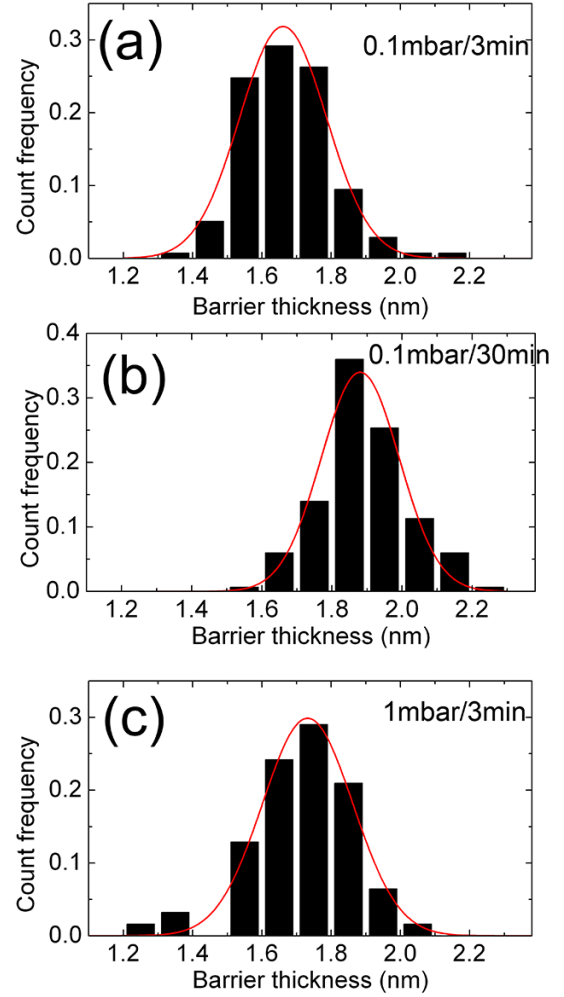 (a)
0.1mbar/3min
Count frequency
0.3
0.2
0.1
0.0
1.2 1.4 1.6 1.8 2.0 2.2
Barrier thickness (nm)
(b)
0.1mbar/30min
Count frequency
0.4
0.3
0.2
0.1
0.0
1.2 1.4 1.6 1.8 2.0 2.2
Barrier thickness (nm)
(c)
1mbar/3min
Count frequency
0.3
0.2
0.1
0.0
1.2 1.4 1.6 1.8 2.0 2.2
Barrier thickness (nm)